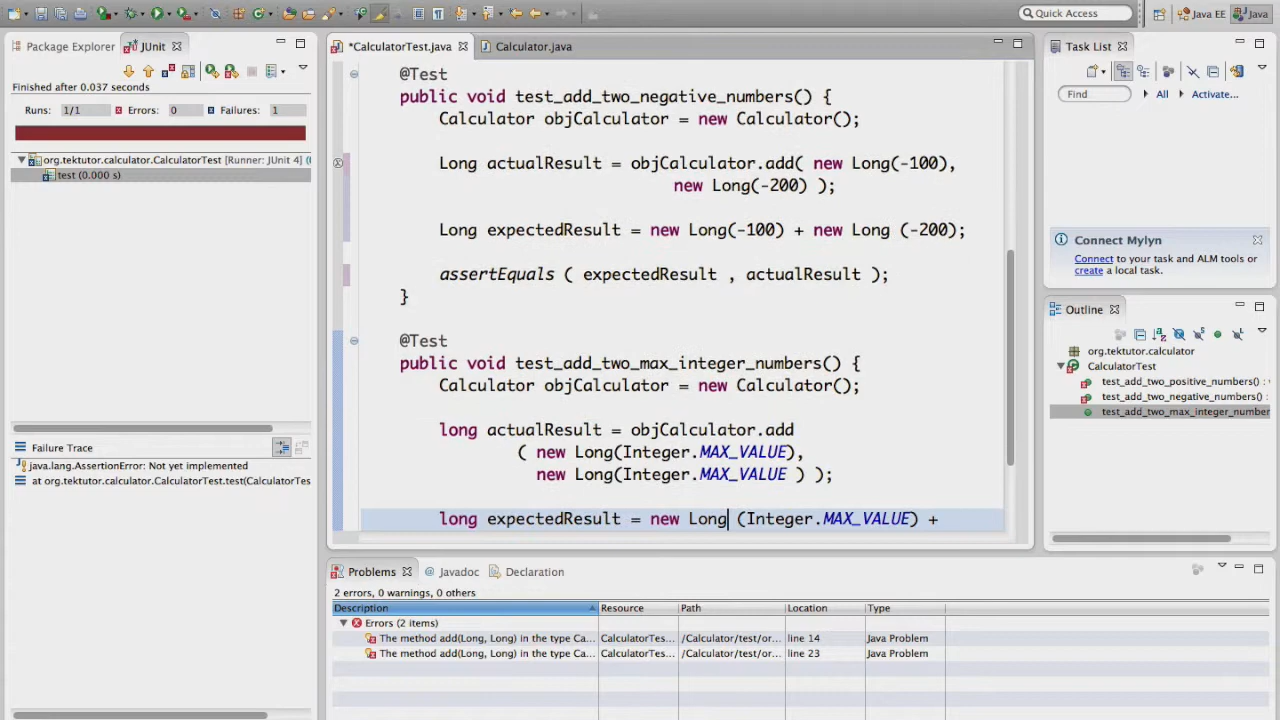 Quick Access
Java EE
Java
Package Explorer
JUnit
*CalculatorTest.java
Calculator.java
Task List
Finished after 0.037 seconds
Runs: 1/1
Errors: 0
Failures: 1
org.tektutor.calculator.CalculatorTest [Runner: JUnit 4] (
test (0.000 s)
Failure Trace
java.lang.AssertionError: Not yet implemented
at org.tektutor.calculator.CalculatorTest.test(CalculatorTes
@Test
public void test_add_two_negative_numbers() {
Calculator objCalculator = new Calculator();
Long actualResult = objCalculator.add( new Long(-100),
new Long(-200) );
Long expectedResult = new Long(-100) + new Long (-200);
assertEquals ( expectedResult , actualResult );
}
@Test
public void test_add_two_max_integer_numbers() {
Calculator objCalculator = new Calculator();
long actualResult = objCalculator.add
( new Long(Integer.MAX_VALUE),
new Long(Integer.MAX_VALUE ) );
long expectedResult = new Long (Integer.MAX_VALUE) +
Find
All
Activate...
Connect Mylyn
Connect to your task and ALM tools or
create a local task.
Outline
org.tektutor.calculator
CalculatorTest
test_add_two_positive_numbers() :
test_add_two_negative_numbers() :
test_add_two_max_integer_number
Problems
@ Javadoc
Declaration
2 errors, 0 warnings, 0 others
Description Resource Path Location Type
Errors (2 items)
The method add(Long, Long) in the type Ca... CalculatorTes... /Calculator/test/or... line 14 Java Problem
The method add(Long, Long) in the type Ca... CalculatorTes... /Calculator/test/or... line 23 Java Problem